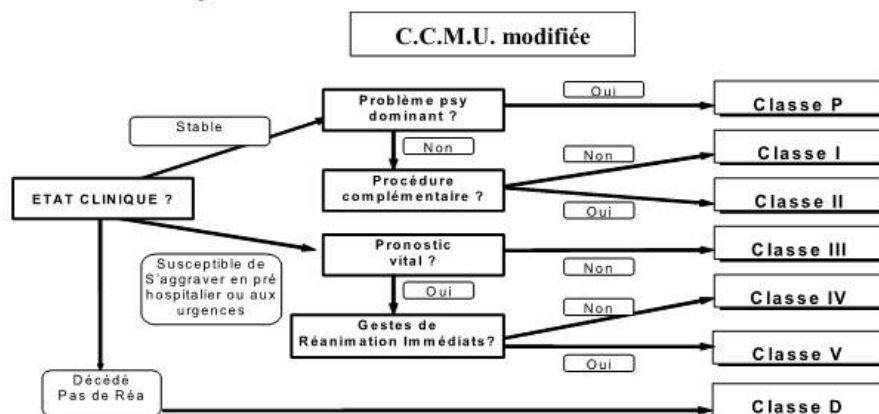 C.C.M.U. modifiée
Problème psy
dominant ?
Oui
Classe P
Stable
Non
Non
Classe I
ETAT CLINIQUE ?
Procédure
complémentaire ?
Oui
Classe II
Susceptible de
S'aggraver en pré
hospitalier ou aux
urgences
Pronostic
vital ?
Non
Classe III
Oui
Non
Classe IV
Gestes de
Réanimation Immédiats?
Oui
Classe V
Décédé
Pas de Réa
Classe D